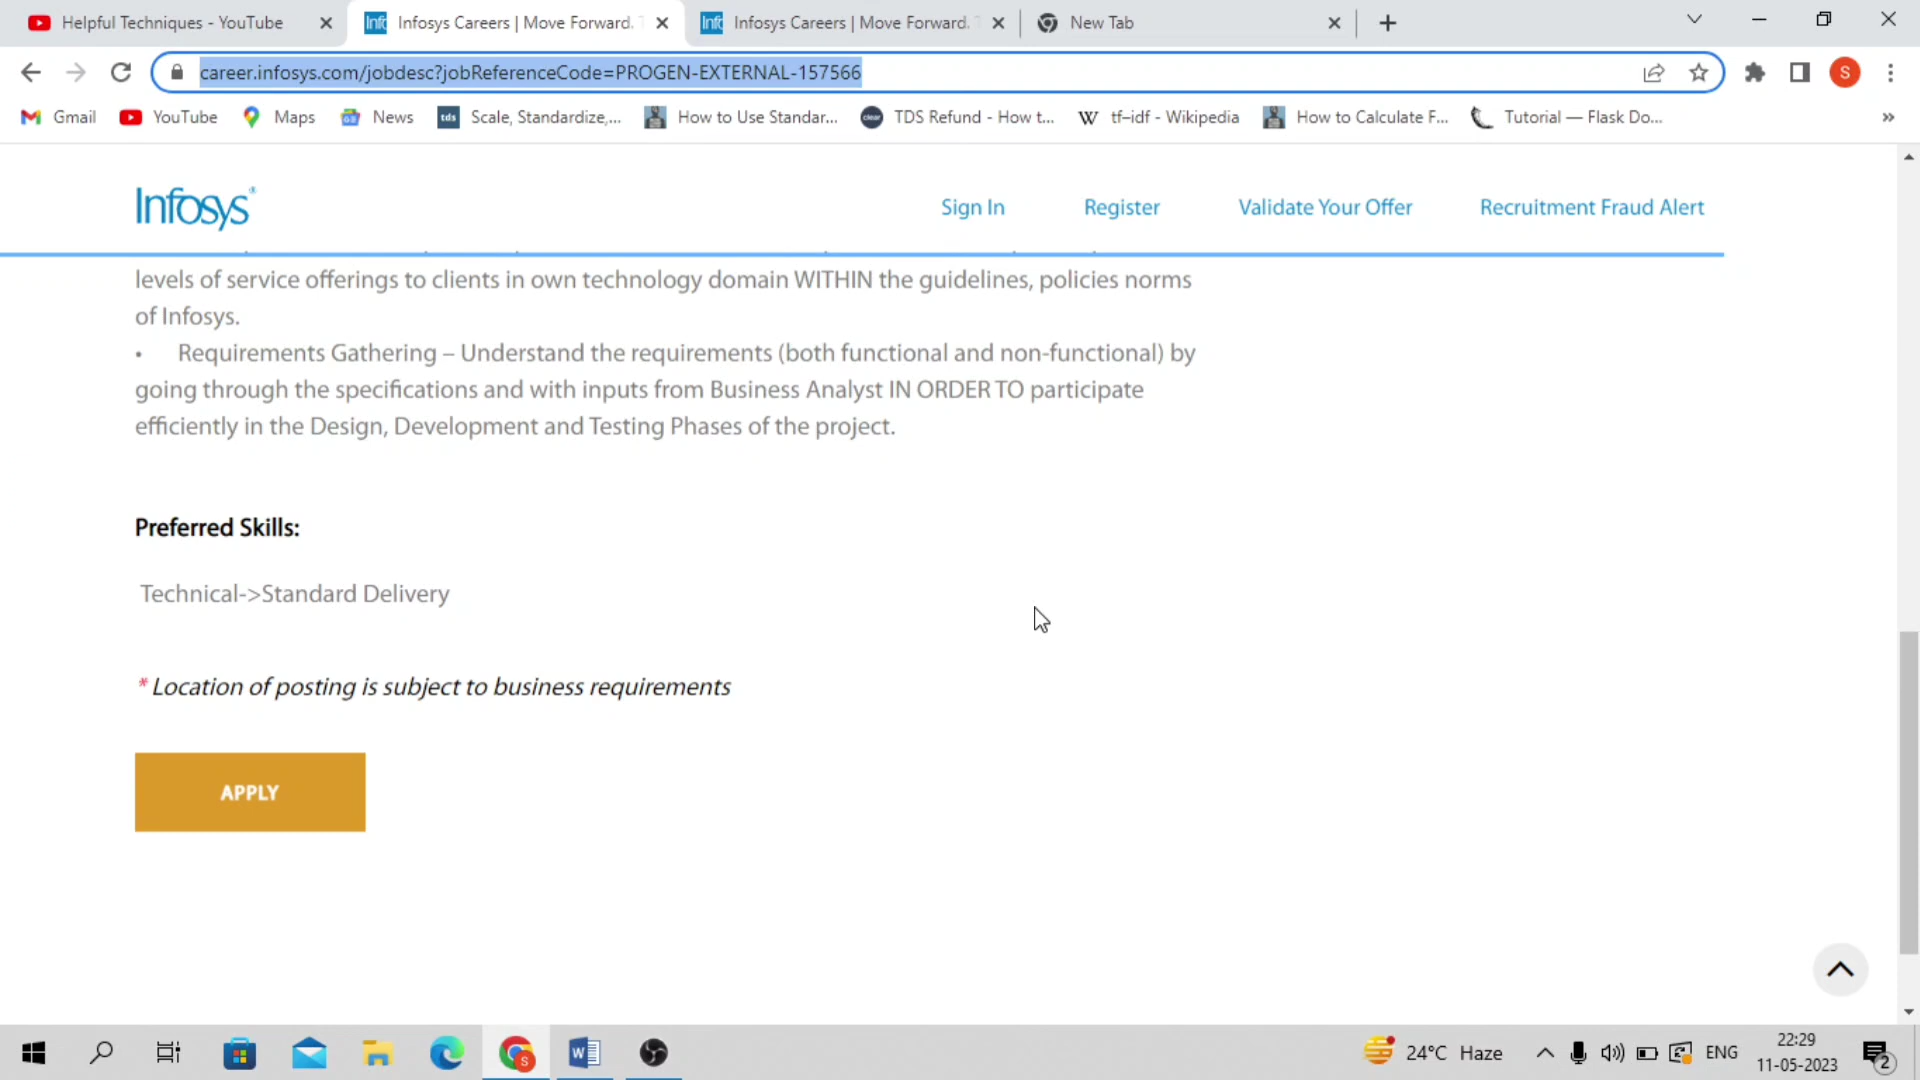 Helpful Techniques - YouTube
Infosys Careers | Move Forward.
Infosys Careers | Move Forward.
New Tab
career.infosys.com/jobdesc?jobReferenceCode=PROGEN-EXTERNAL-157566
S
Gmail
YouTube
Maps
News
tds Scale, Standardize,...
How to Use Standar...
clear TDS Refund - How t...
W tf–idf - Wikipedia
How to Calculate F...
Tutorial — Flask Do...
»
Infosys®
Sign In
Register
Validate Your Offer
Recruitment Fraud Alert
levels of service offerings to clients in own technology domain WITHIN the guidelines, policies norms
of Infosys.
• Requirements Gathering – Understand the requirements (both functional and non-functional) by
going through the specifications and with inputs from Business Analyst IN ORDER TO participate
efficiently in the Design, Development and Testing Phases of the project.
Preferred Skills:
Technical->Standard Delivery
* Location of posting is subject to business requirements
APPLY
24°C Haze
ENG
22:29
11-05-2023
2